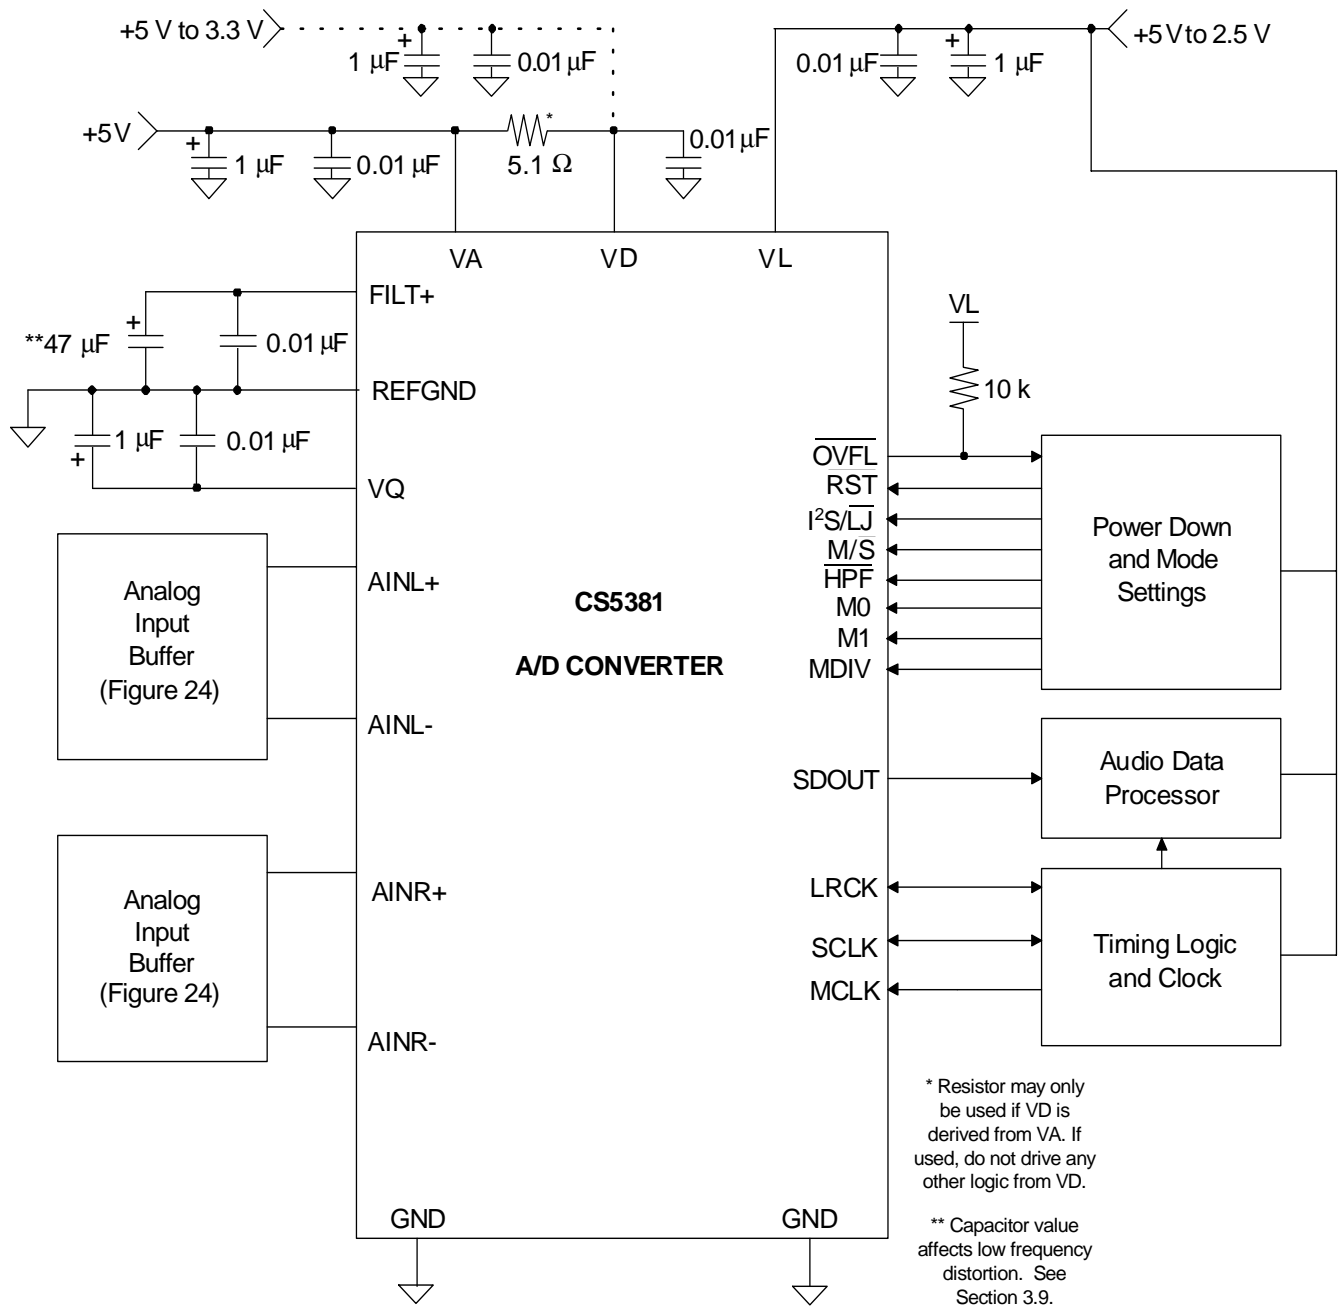 +5 V to 3.3 V
+
1 µF
0.01 µF
0.01 µF
+
1 µF
+5 V to 2.5 V
+5 V
+
1 µF
0.01 µF
*
5.1 Ω
0.01 µF
VA
VD
VL
FILT+
+
**47 µF
0.01 µF
REFGND
1 µF
+
0.01 µF
VQ
VL
10 k
Analog
Input
Buffer
(Figure 24)
AINL+
AINL-
CS5381
A/D CONVERTER
O̅V̅F̅L̅
R̅S̅T̅
I²S/L̅J̅
M/S̅
H̅P̅F̅
M0
M1
MDIV
Power Down
and Mode
Settings
SDOUT
Audio Data
Processor
Analog
Input
Buffer
(Figure 24)
AINR+
AINR-
LRCK
SCLK
MCLK
Timing Logic
and Clock
* Resistor may only
be used if VD is
derived from VA. If
used, do not drive any
other logic from VD.
GND
GND
** Capacitor value
affects low frequency
distortion. See
Section 3.9.